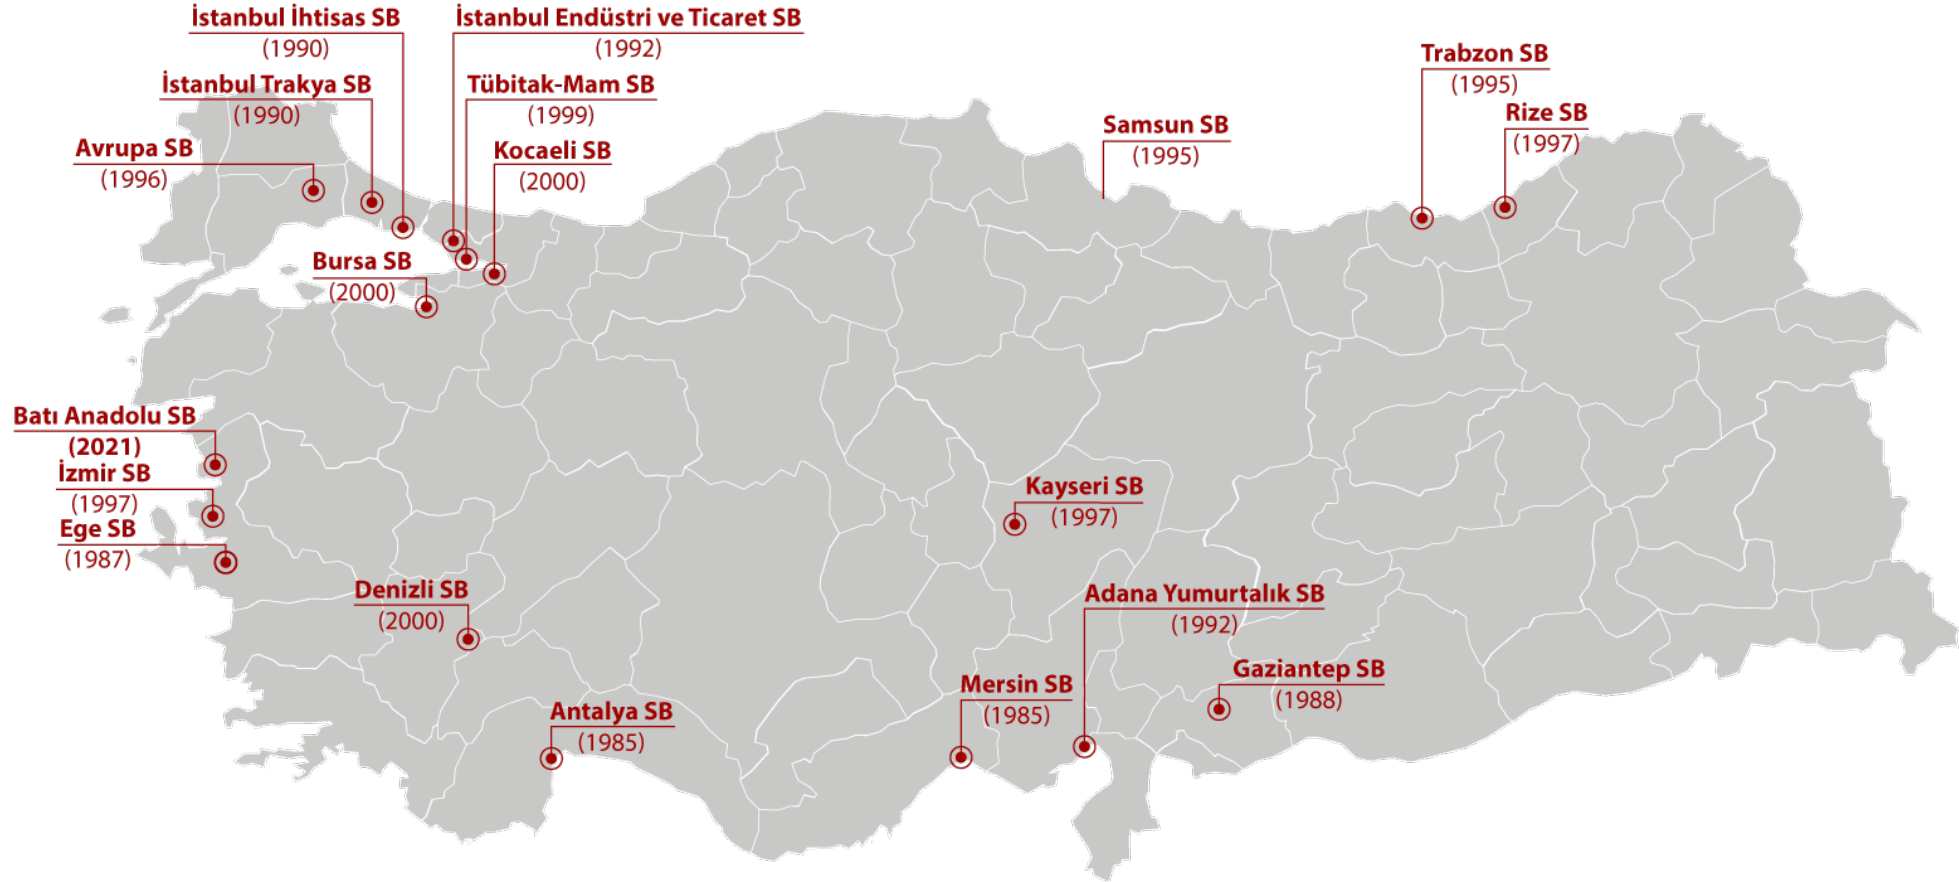 İstanbul İhtisas SB
(1990)
İstanbul Endüstri ve Ticaret SB
(1992)
İstanbul Trakya SB
(1990)
Tübitak-Mam SB
(1999)
Avrupa SB
(1996)
Kocaeli SB
(2000)
Bursa SB
(2000)
Trabzon SB
(1995)
Rize SB
(1997)
Samsun SB
(1995)
Batı Anadolu SB
(2021)
İzmir SB
(1997)
Ege SB
(1987)
Kayseri SB
(1997)
Denizli SB
(2000)
Adana Yumurtalık SB
(1992)
Gaziantep SB
(1988)
Mersin SB
(1985)
Antalya SB
(1985)